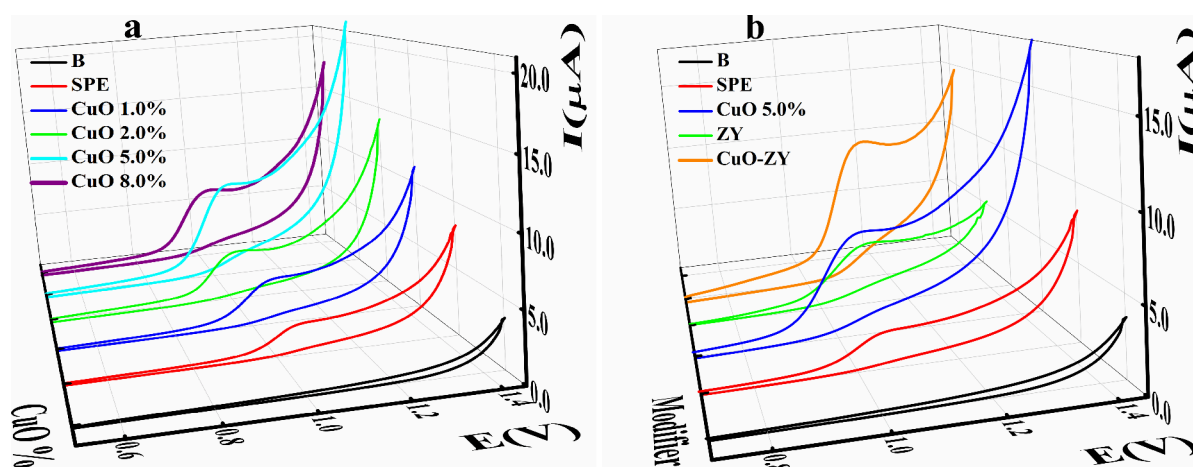 a
B
SPE
CuO 1.0%
CuO 2.0%
CuO 5.0%
CuO 8.0%
I(μA)
20.0
15.0
10.0
5.0
0.0
CuO %
0.6
0.8
1.0
1.2
1.4
E(V)
b
B
SPE
CuO 5.0%
ZY
CuO-ZY
I(μA)
15.0
10.0
5.0
0.0
Modifier
0.8
1.0
1.2
1.4
E(V)